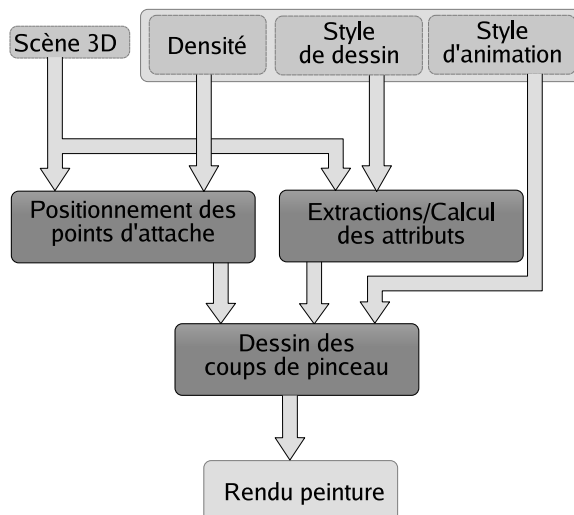 Scène 3D
Densité
Style
de dessin
Style
d'animation
Positionnement des
points d'attache
Extractions/Calcul
des attributs
Dessin des
coups de pinceau
Rendu peinture